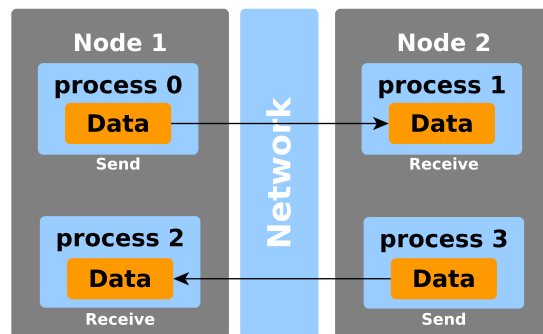 Node 1
process 0
Data
Send
process 2
Data
Receive
Network
Node 2
process 1
Data
Receive
process 3
Data
Send